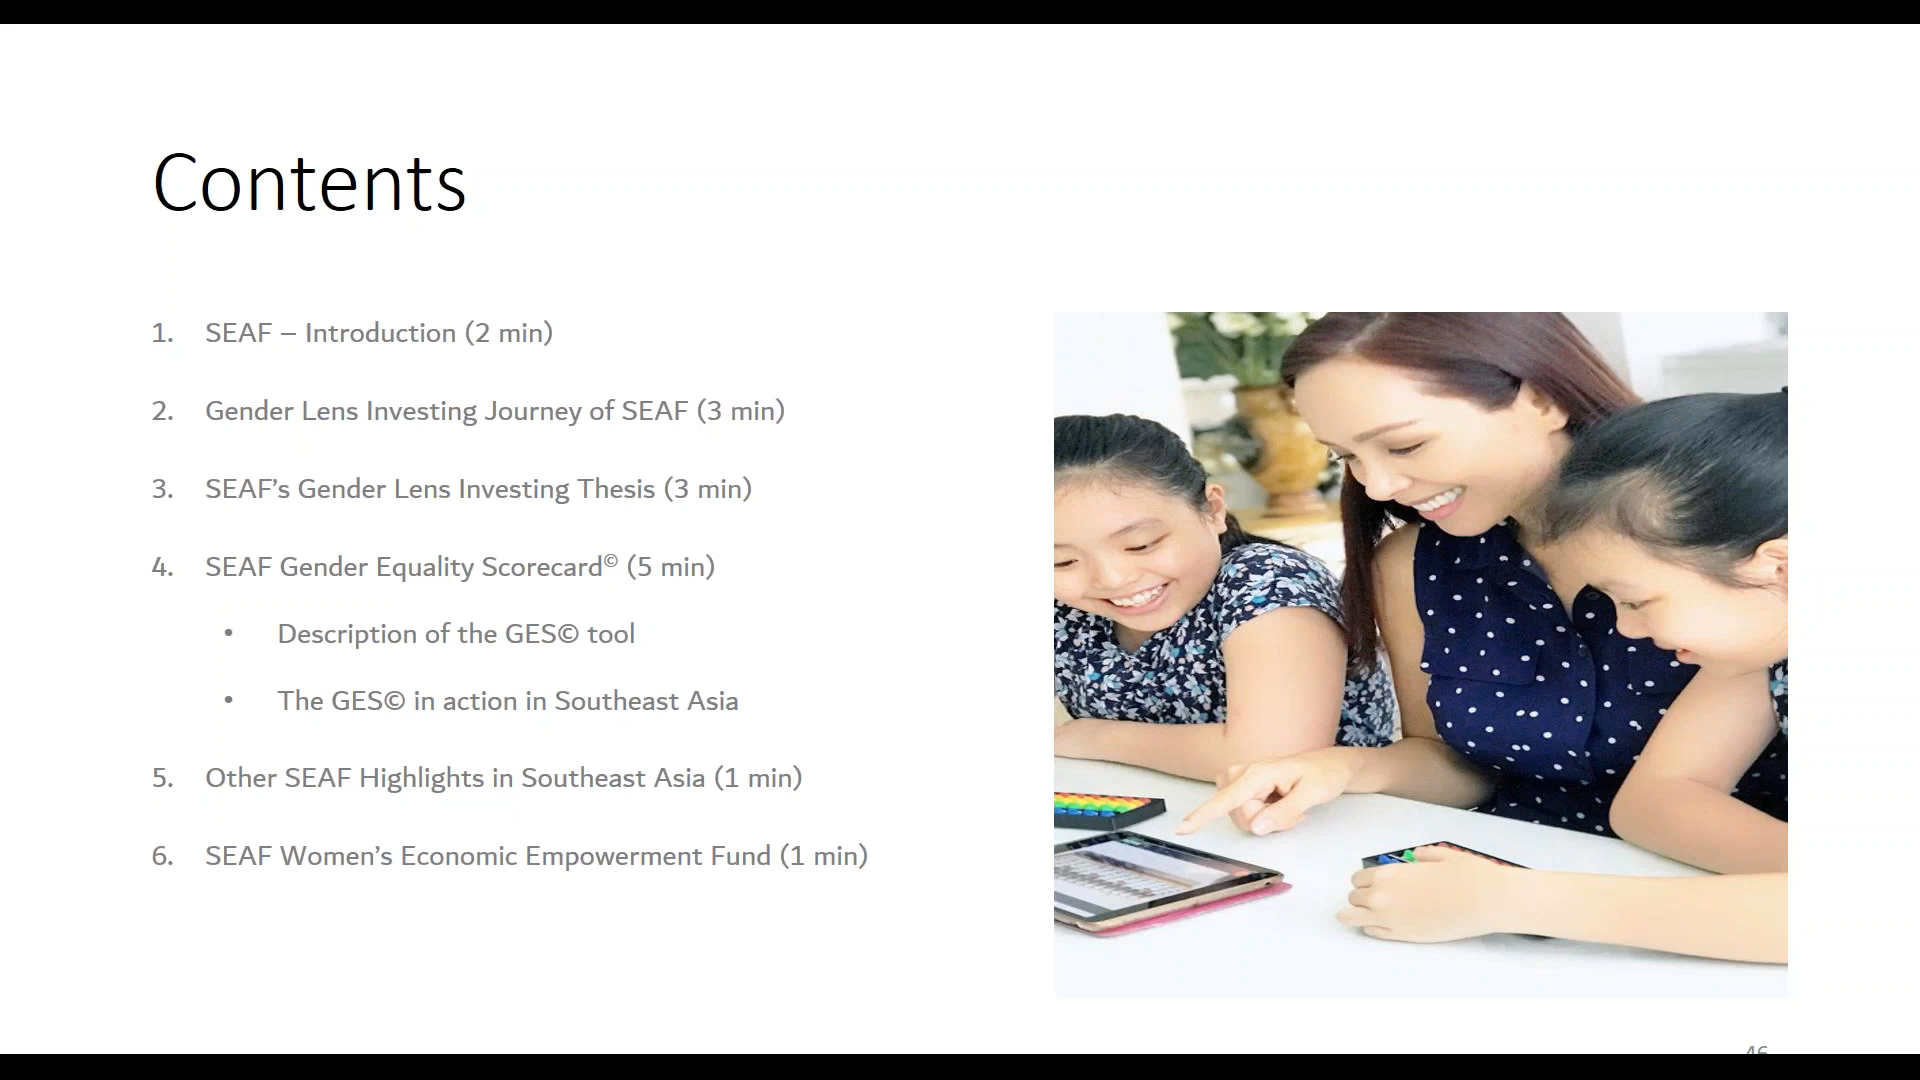 Contents
1. SEAF – Introduction (2 min)
2. Gender Lens Investing Journey of SEAF (3 min)
3. SEAF’s Gender Lens Investing Thesis (3 min)
4. SEAF Gender Equality Scorecard© (5 min)
• Description of the GES© tool
• The GES© in action in Southeast Asia
5. Other SEAF Highlights in Southeast Asia (1 min)
6. SEAF Women’s Economic Empowerment Fund (1 min)
46